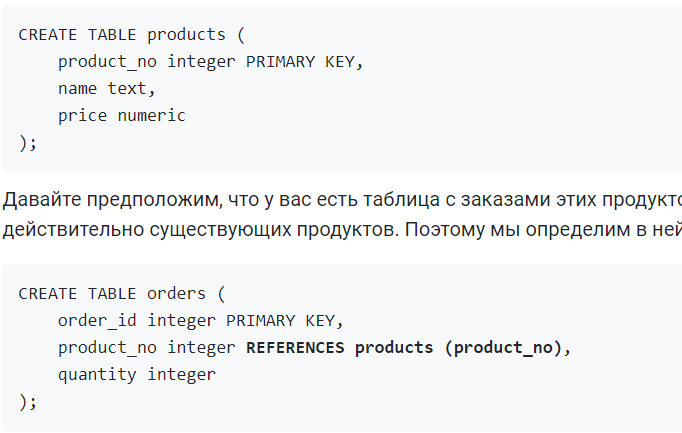 CREATE TABLE products (
    product_no integer PRIMARY KEY,
    name text,
    price numeric
);
Давайте предположим, что у вас есть таблица с заказами этих
действительно существующих продуктов. Поэтому мы определим в ней
CREATE TABLE orders (
    order_id integer PRIMARY KEY,
    product_no integer REFERENCES products (product_no),
    quantity integer
);